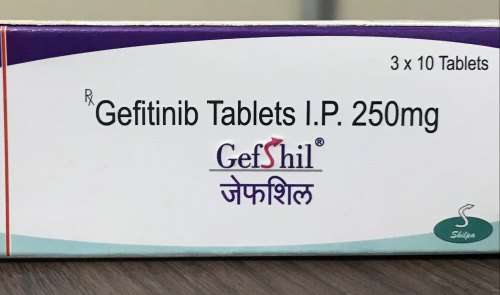 3 x 10 Tablets
℞ Gefitinib Tablets I.P. 250mg
GefShil®
जेफशिल
Shilpa